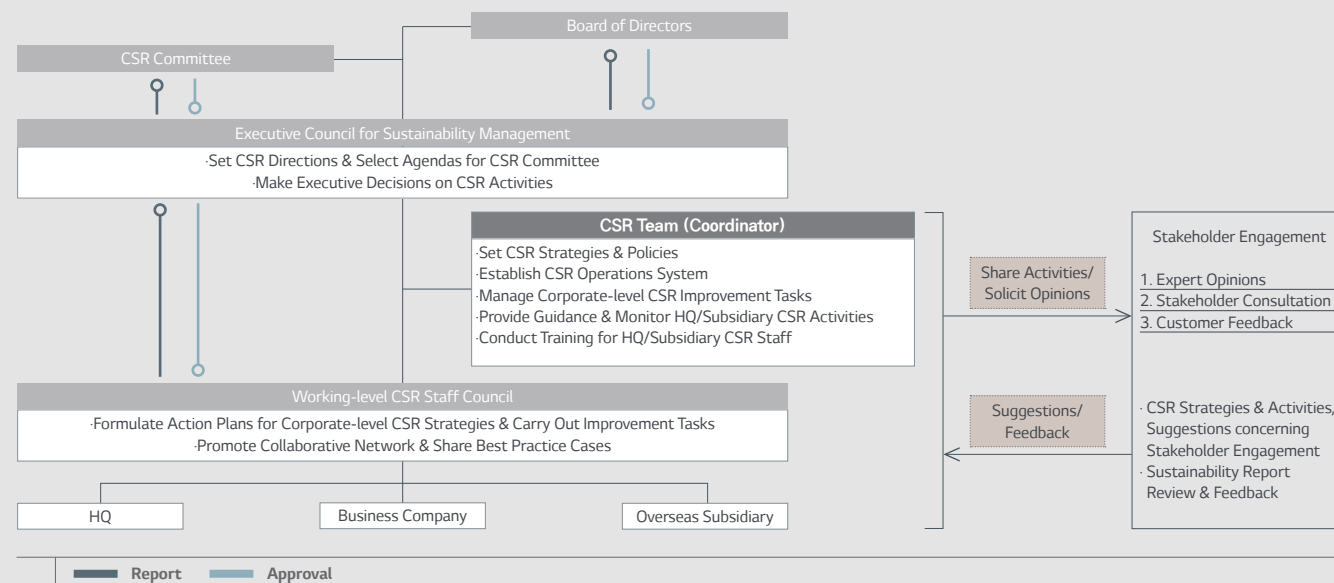 Board of Directors
CSR Committee
Executive Council for Sustainability Management
·Set CSR Directions & Select Agendas for CSR Committee
·Make Executive Decisions on CSR Activities
CSR Team (Coordinator)
·Set CSR Strategies & Policies
·Establish CSR Operations System
·Manage Corporate-level CSR Improvement Tasks
·Provide Guidance & Monitor HQ/Subsidiary CSR Activities
·Conduct Training for HQ/Subsidiary CSR Staff
Working-level CSR Staff Council
·Formulate Action Plans for Corporate-level CSR Strategies & Carry Out Improvement Tasks
·Promote Collaborative Network & Share Best Practice Cases
HQ
Business Company
Overseas Subsidiary
Share Activities/
Solicit Opinions
Suggestions/
Feedback
Stakeholder Engagement
1. Expert Opinions
2. Stakeholder Consultation
3. Customer Feedback
· CSR Strategies & Activities,
Suggestions concerning
Stakeholder Engagement
· Sustainability Report
Review & Feedback
Report
Approval